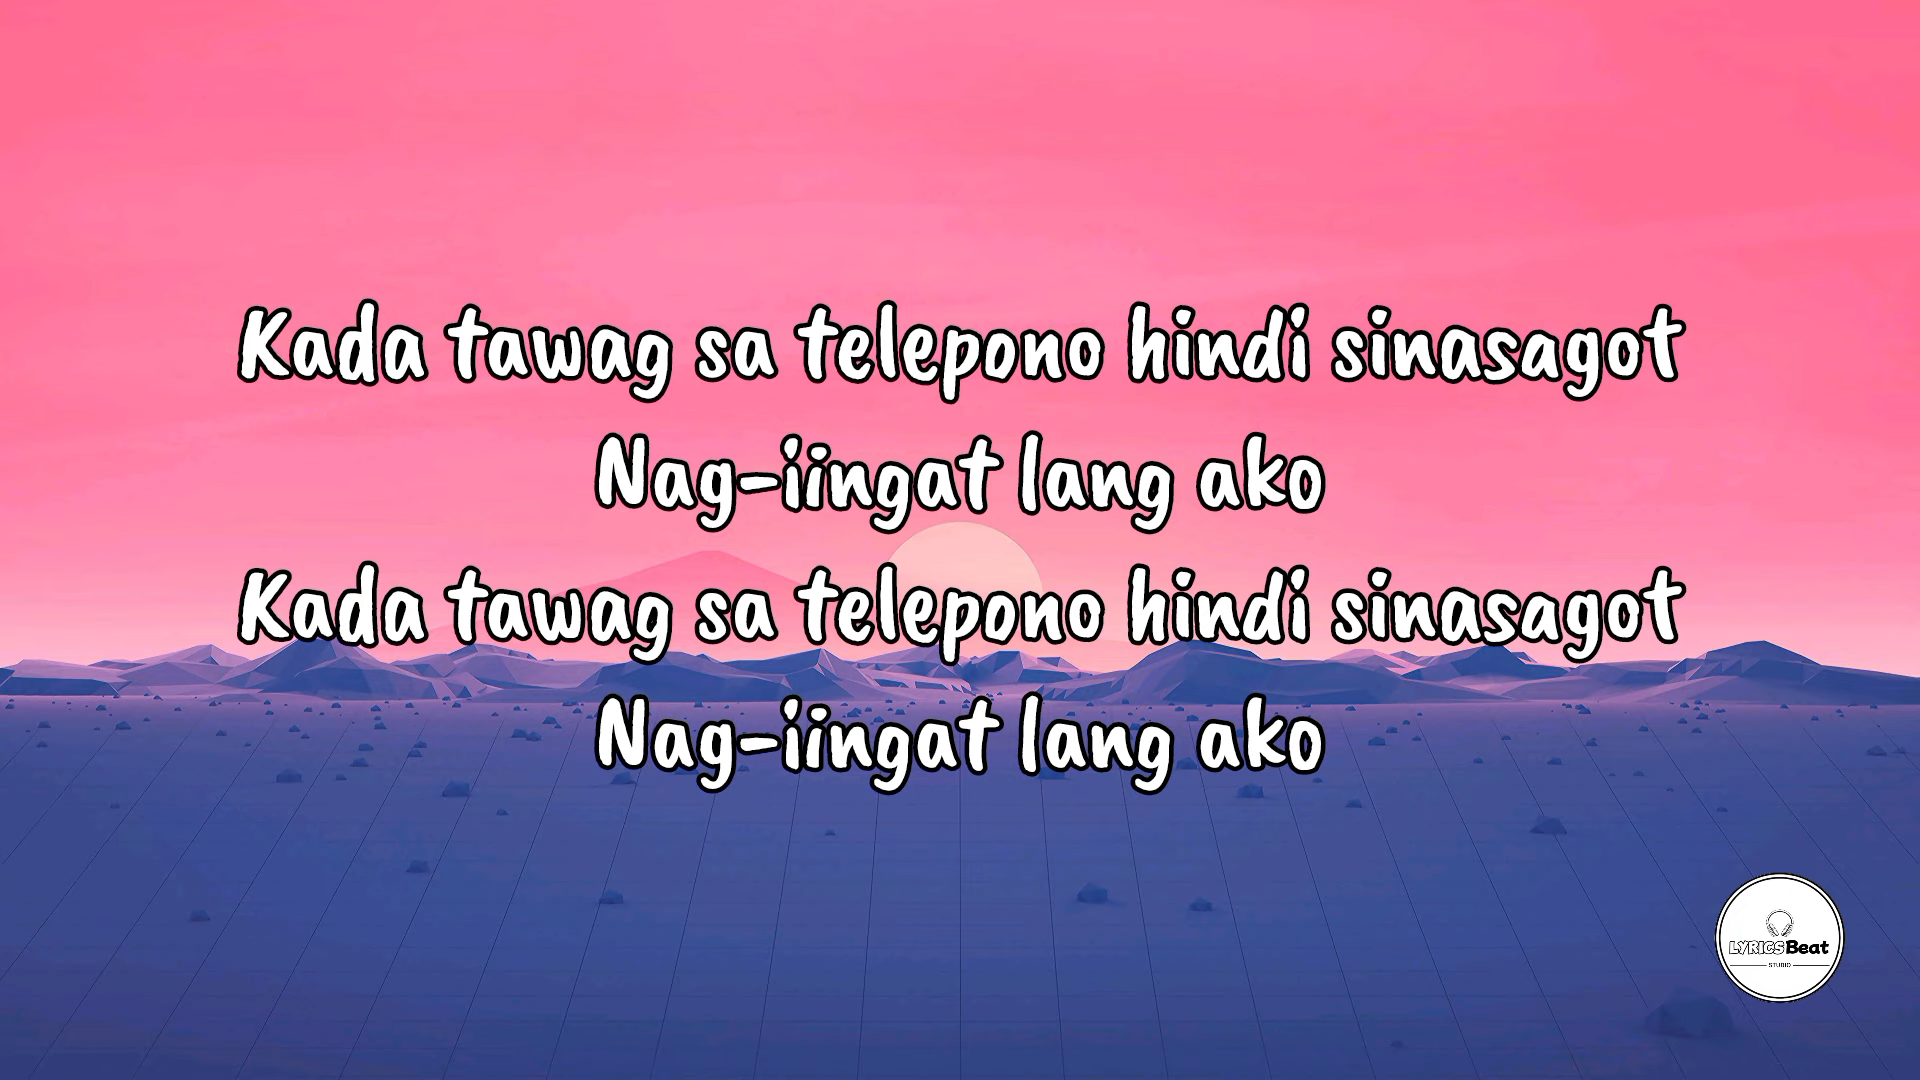 Kada tawag sa telepono hindi sinasagot
Nag-iingat lang ako
Kada tawag sa telepono hindi sinasagot
Nag-iingat lang ako
LYRICSBeat
STUDIO